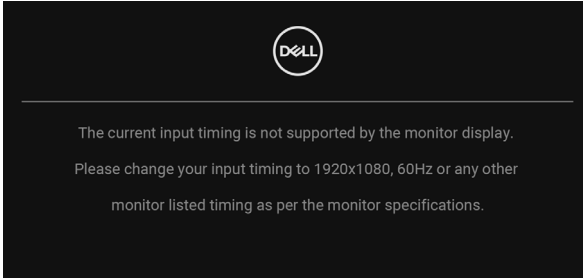 DELL
The current input timing is not supported by the monitor display.
Please change your input timing to 1920x1080, 60Hz or any other
monitor listed timing as per the monitor specifications.